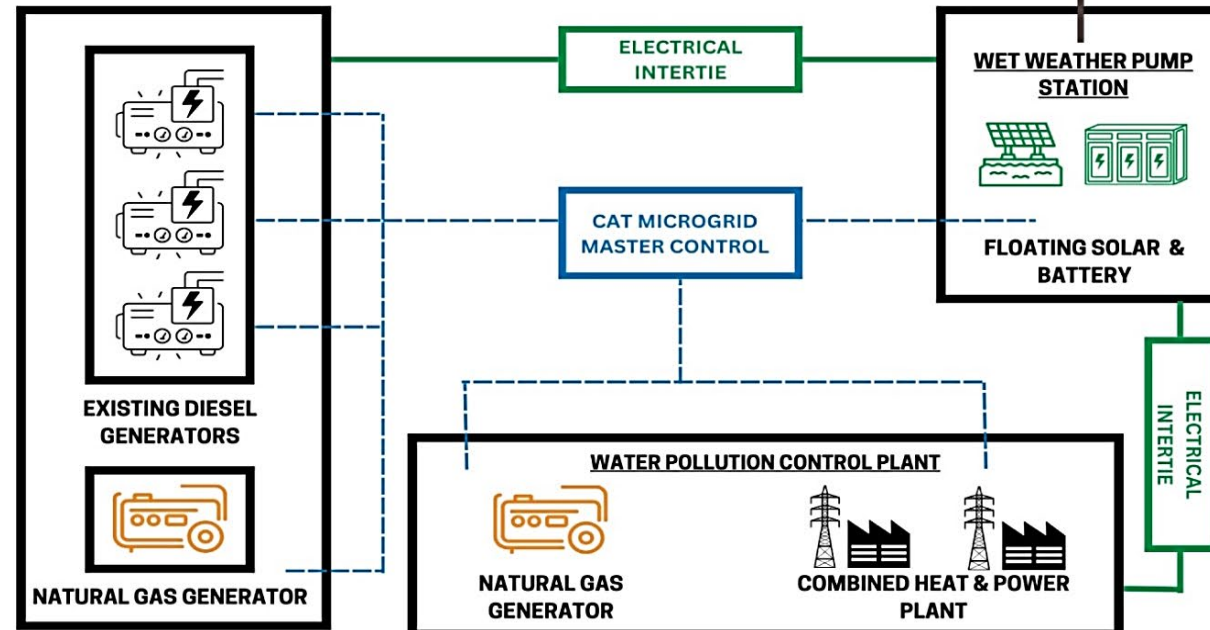 ELECTRICAL
INTERTIE
WET WEATHER PUMP
STATION
CAT MICROGRID
MASTER CONTROL
FLOATING SOLAR &
BATTERY
EXISTING DIESEL
GENERATORS
ELECTRICAL
INTERTIE
WATER POLLUTION CONTROL PLANT
NATURAL GAS GENERATOR
NATURAL GAS
GENERATOR
COMBINED HEAT & POWER
PLANT